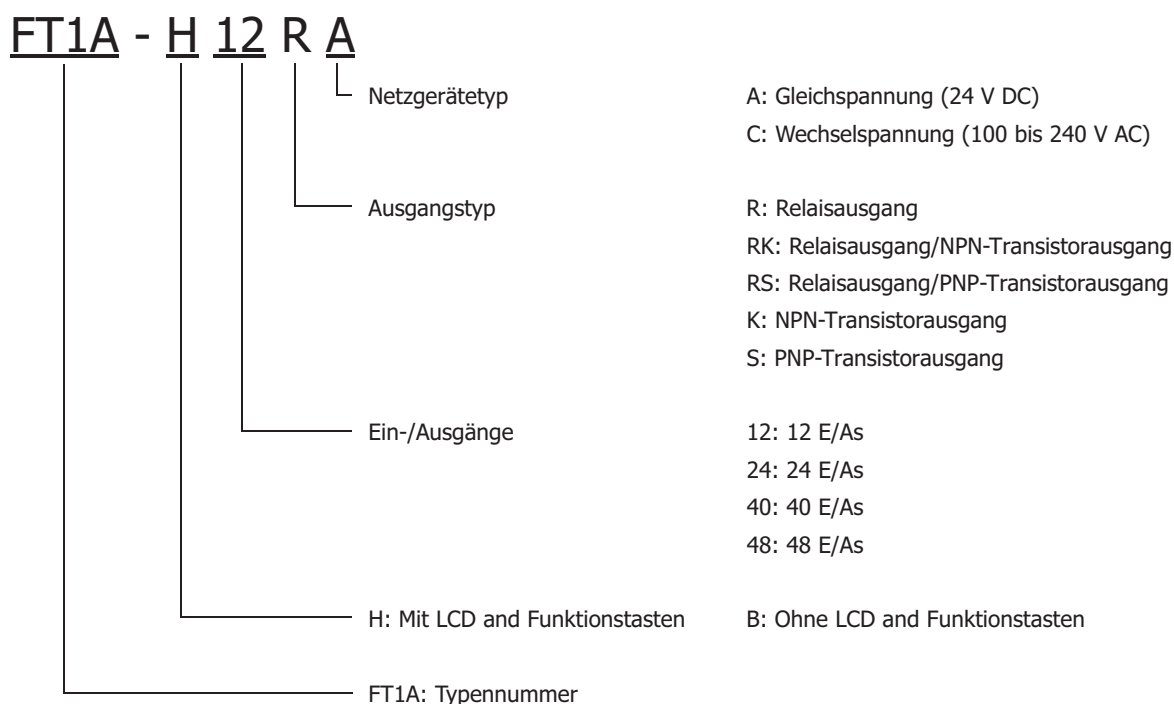 FT1A - H 12 R A
Netzgerätetyp A: Gleichspannung (24 V DC)
C: Wechselspannung (100 bis 240 V AC)
Ausgangstyp R: Relaisausgang
RK: Relaisausgang/NPN-Transistorausgang
RS: Relaisausgang/PNP-Transistorausgang
K: NPN-Transistorausgang
S: PNP-Transistorausgang
Ein-/Ausgänge 12: 12 E/As
24: 24 E/As
40: 40 E/As
48: 48 E/As
H: Mit LCD and Funktionstasten B: Ohne LCD and Funktionstasten
FT1A: Typennummer